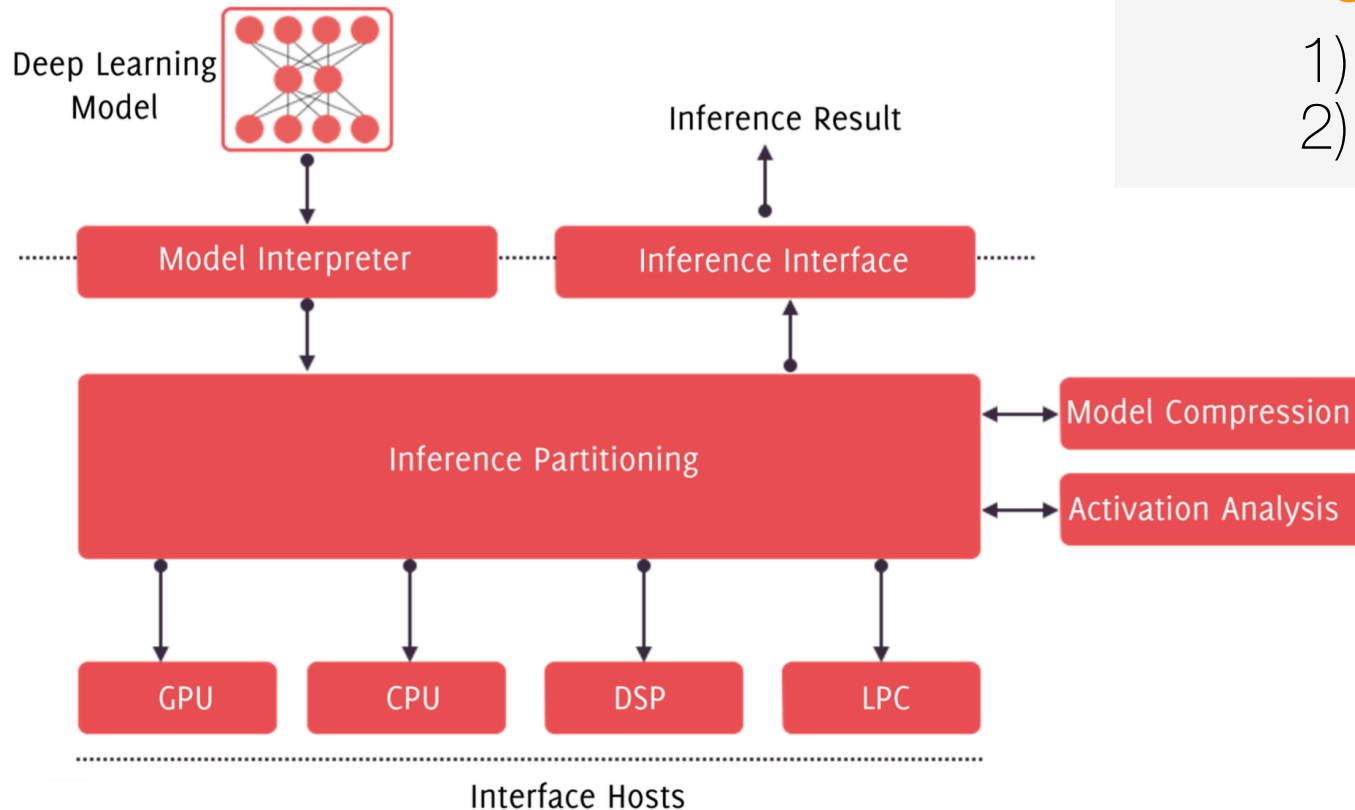 Deep Learning
Model
Inference Result
1)
2)
Model Interpreter
Inference Interface
Inference Partitioning
Model Compression
Activation Analysis
GPU
CPU
DSP
LPC
Interface Hosts